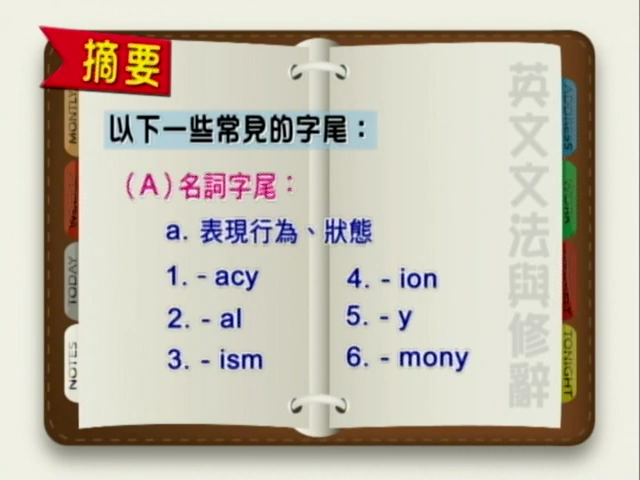 摘要
以下一些常見的字尾：
（A）名詞字尾：
a. 表現行為、狀態
1. - acy
2. - al
3. - ism
4. - ion
5. - y
6. - mony
英文文法與修辭
MONTLY
TODAY
NOTES
ADDRESS
TONIGHT